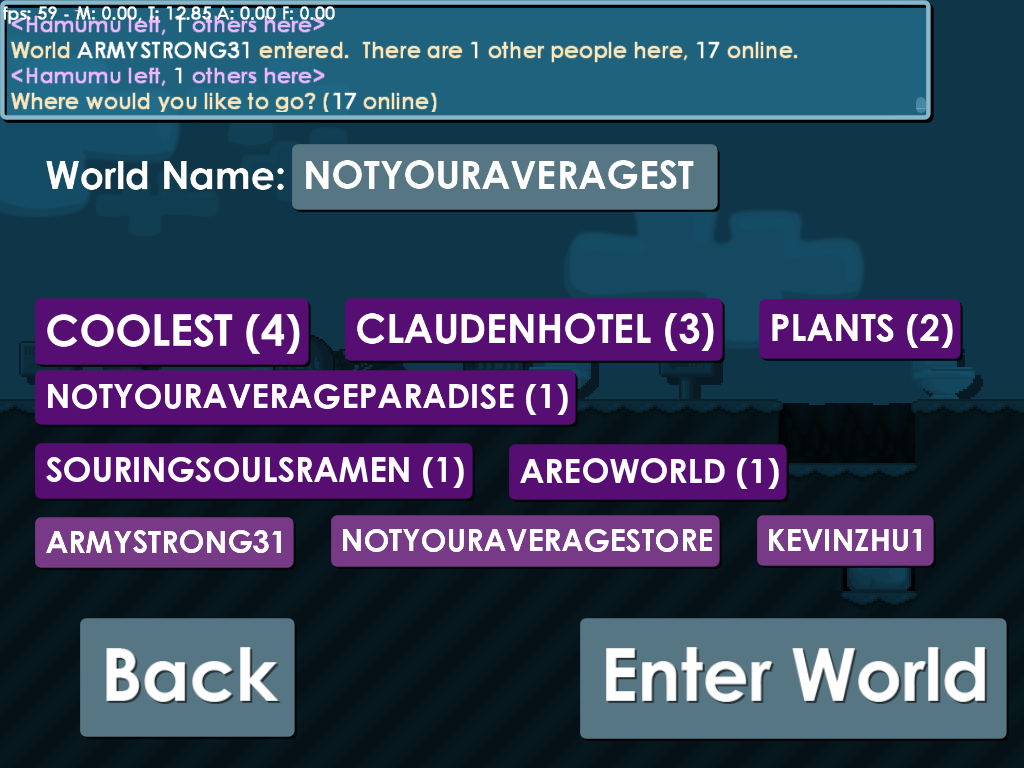 fps: 59 - M: 0.00, T: 12.85 A: 0.00 F: 0.00
<Hamumu left, 1 others here>
World ARMYSTRONG31 entered.  There are 1 other people here, 17 online.
<Hamumu left, 1 others here>
Where would you like to go? (17 online)
World Name: NOTYOURAVERAGEST
COOLEST (4) CLAUDENHOTEL (3) PLANTS (2)
NOTYOURAVERAGEPARADISE (1)
SOURINGSOULSRAMEN (1) AREOWORLD (1)
ARMYSTRONG31 NOTYOURAVERAGESTORE KEVINZHU1
Back Enter World